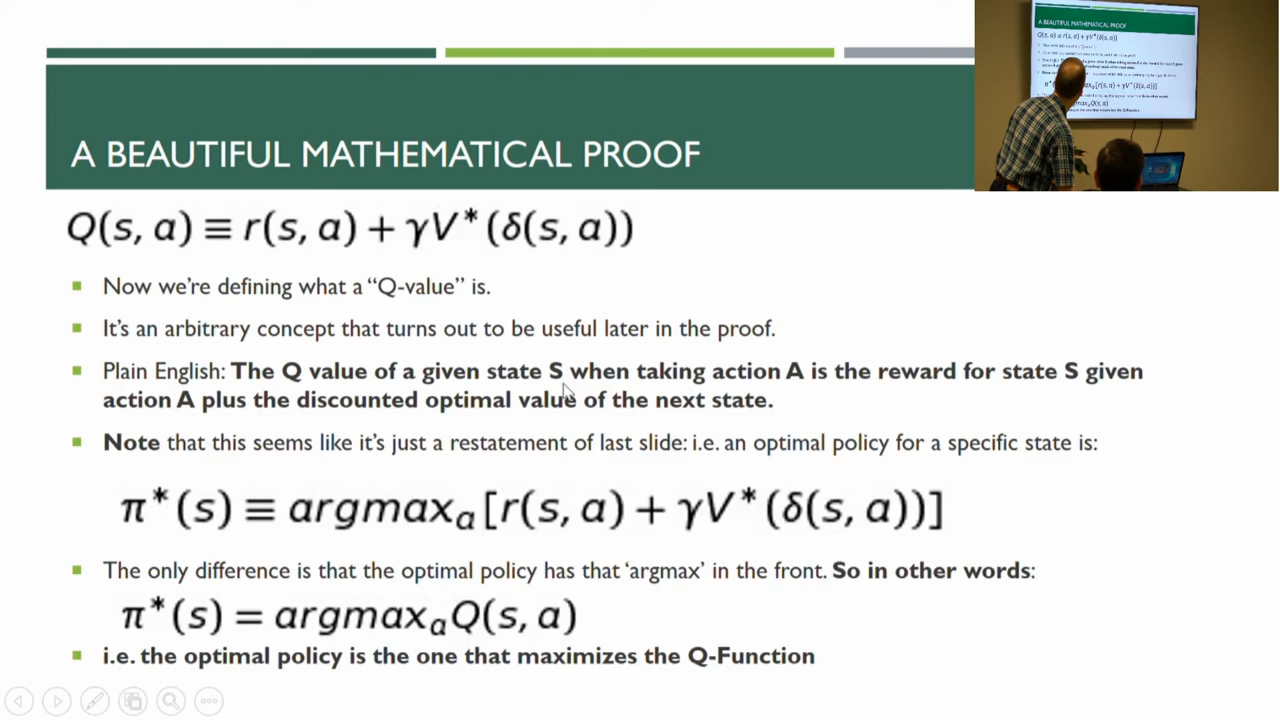 A BEAUTIFUL MATHEMATICAL PROOF
Q(s, a) ≡ r(s, a) + γV*(δ(s, a))
Now we're defining what a “Q-value” is.
It's an arbitrary concept that turns out to be useful later in the proof.
Plain English: The Q value of a given state S when taking action A is the reward for state S given
action A plus the discounted optimal value of the next state.
Note that this seems like it's just a restatement of last slide: i.e. an optimal policy for a specific state is:
π*(s) ≡ argmaxₐ[r(s, a) + γV*(δ(s, a))]
The only difference is that the optimal policy has that ‘argmax’ in the front. So in other words:
π*(s) = argmaxₐQ(s, a)
i.e. the optimal policy is the one that maximizes the Q-Function
A BEAUTIFUL MATHEMATICAL PROOF
Q(s, a) ≡ r(s, a) + γV*(δ(s, a))